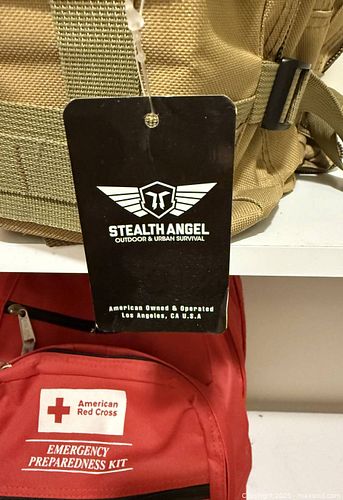 STEALTH ANGEL
OUTDOOR & URBAN SURVIVAL
American Owned & Operated
Los Angeles, CA U.S.A
American
Red Cross
EMERGENCY
PREPAREDNESS KIT